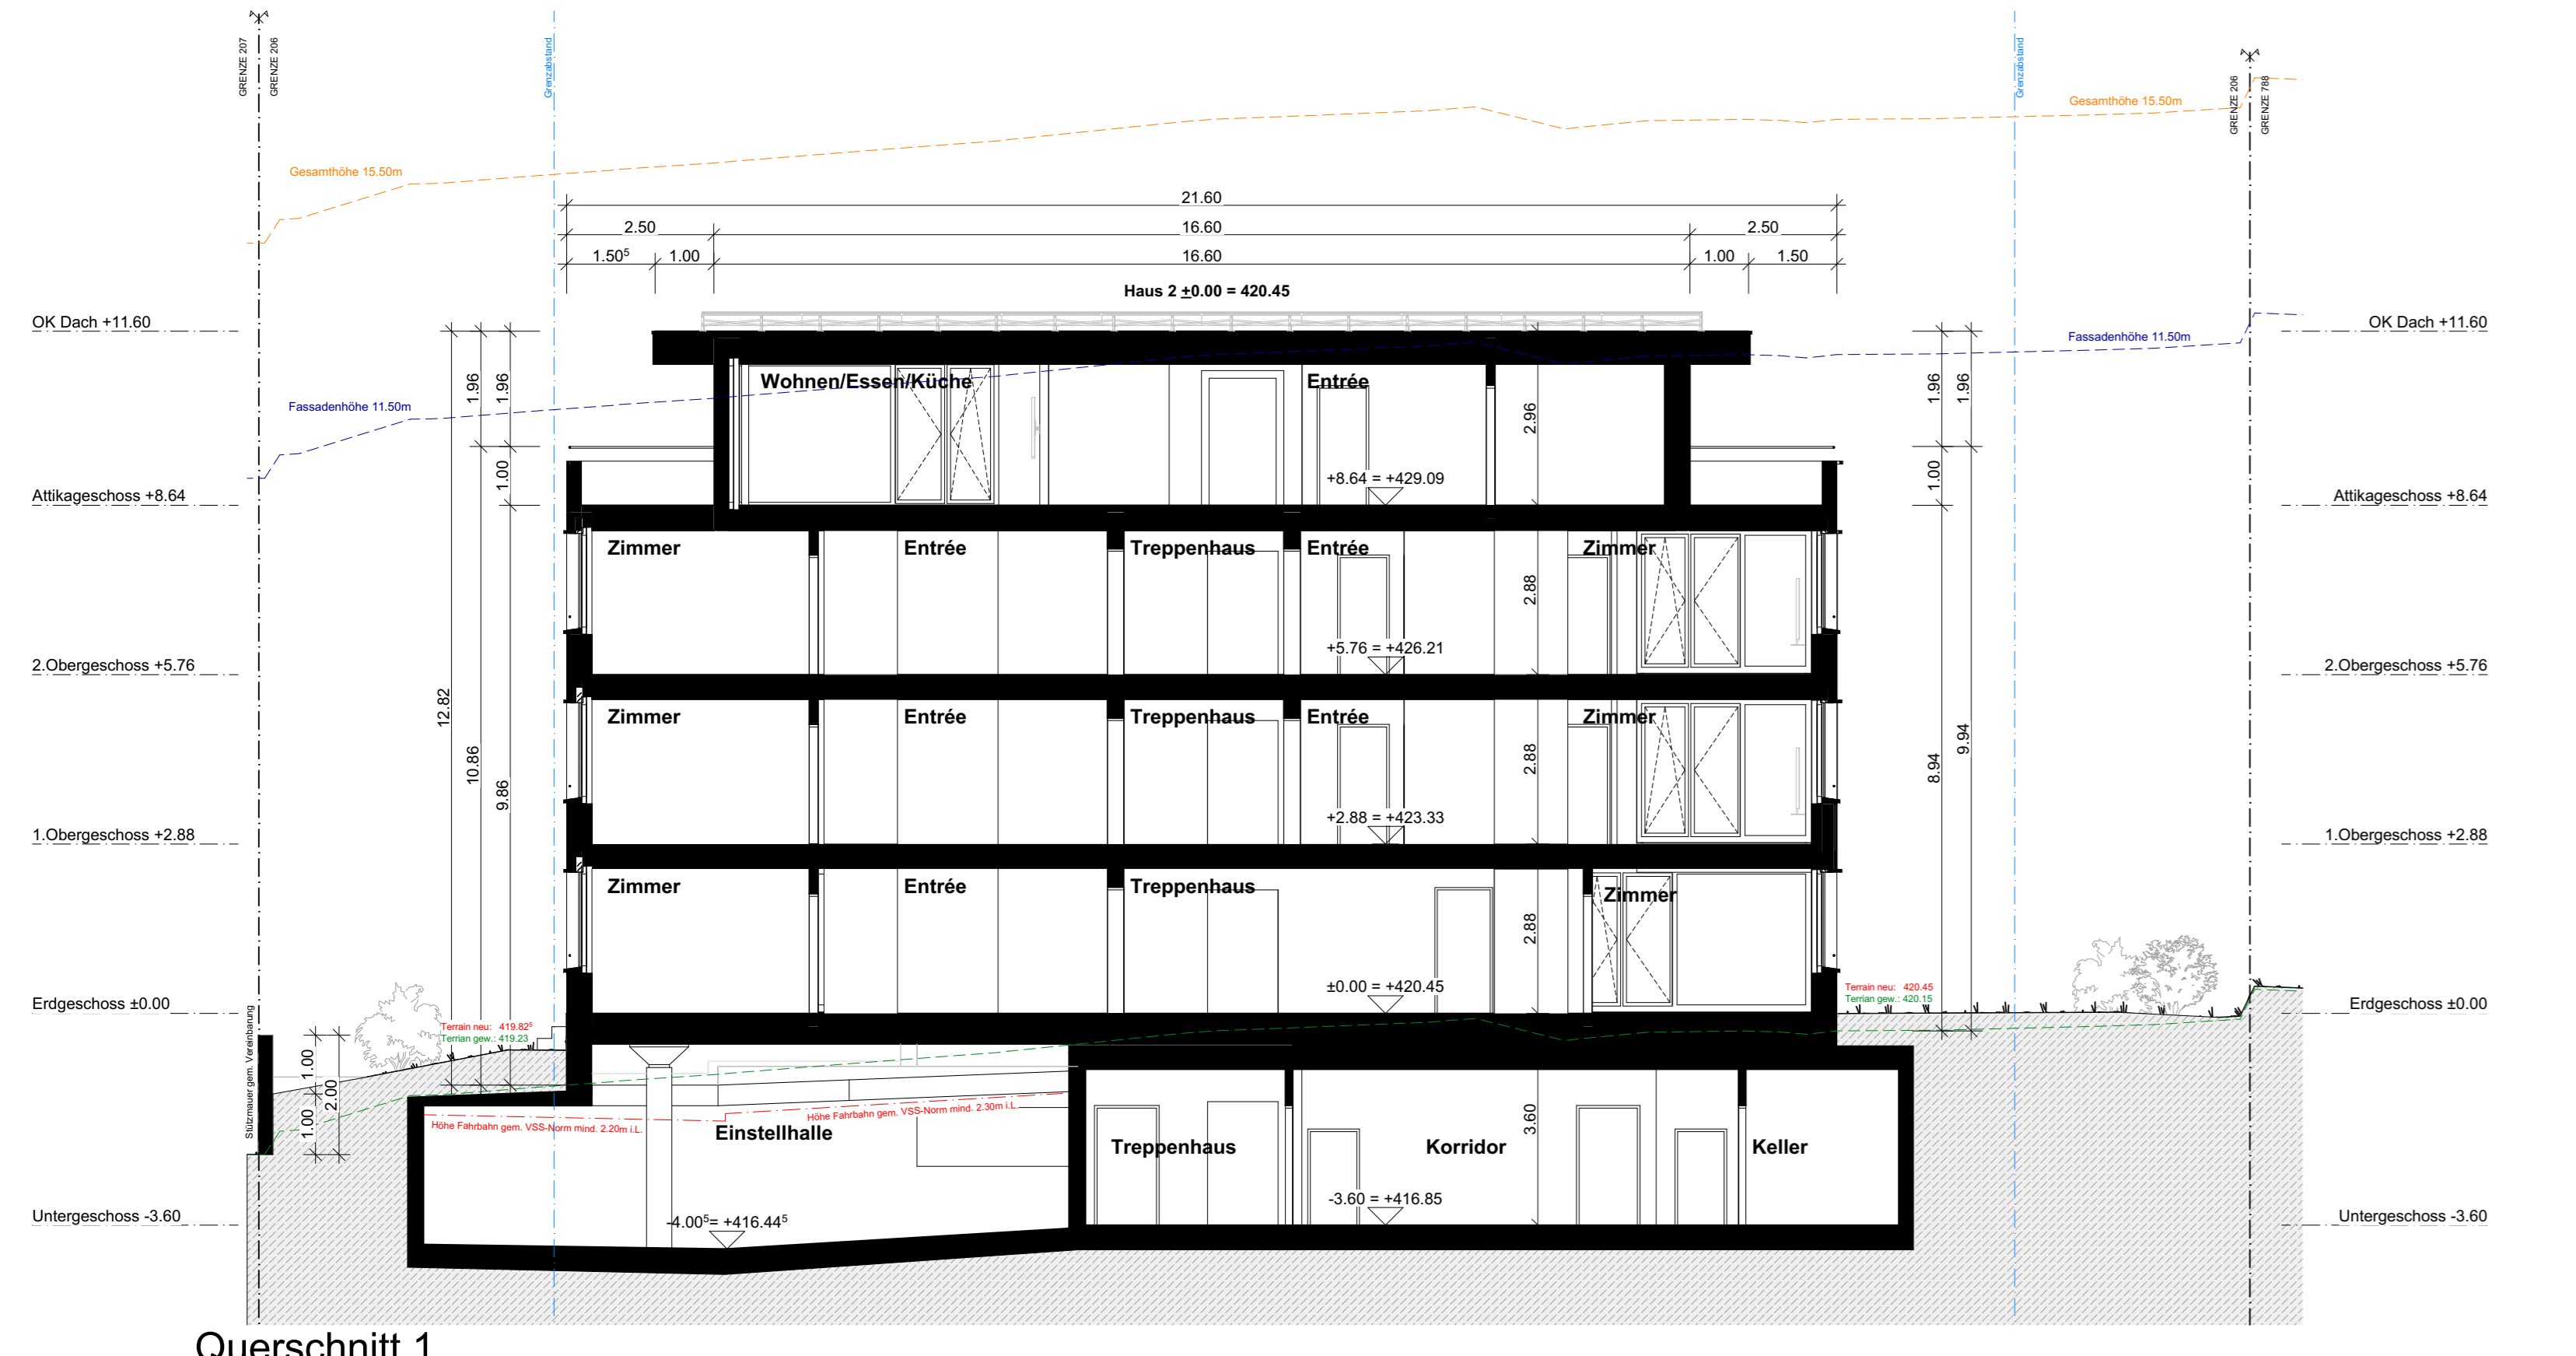 GRENZE 207
GRENZE 206
Grenzabstand
Grenzabstand
GRENZE 206
GRENZE 788
Gesamthöhe 15.50m
Gesamthöhe 15.50m
21.60
2.50 16.60 2.50
1.50⁵ 1.00 16.60 1.00 1.50
Haus 2 ±0.00 = 420.45
OK Dach +11.60
OK Dach +11.60
Fassadenhöhe 11.50m
Fassadenhöhe 11.50m
1.96 1.96
1.96 1.96
Wohnen/Essen/Küche Entrée
2.96
1.00
1.00
+8.64 = +429.09
Attikageschoss +8.64
Attikageschoss +8.64
Zimmer Entrée Treppenhaus Entrée Zimmer
2.88
+5.76 = +426.21
2.Obergeschoss +5.76
2.Obergeschoss +5.76
12.82
10.86
9.86
8.94
9.94
Zimmer Entrée Treppenhaus Entrée Zimmer
2.88
+2.88 = +423.33
1.Obergeschoss +2.88
1.Obergeschoss +2.88
Zimmer Entrée Treppenhaus Zimmer
2.88
±0.00 = +420.45
Erdgeschoss ±0.00
Erdgeschoss ±0.00
Terrain neu: 420.45
Terrian gew.: 420.15
Terrain neu: 419.82⁵
Terrian gew.: 419.23
Stützmauer gem. Vereinbarung
1.00
1.00
2.00
Höhe Fahrbahn gem. VSS-Norm mind. 2.20m i.L.
Höhe Fahrbahn gem. VSS-Norm mind. 2.30m i.L.
Einstellhalle
Treppenhaus Korridor Keller
3.60
-3.60 = +416.85
-4.00⁵= +416.44⁵
Untergeschoss -3.60
Untergeschoss -3.60
Querschnitt 1